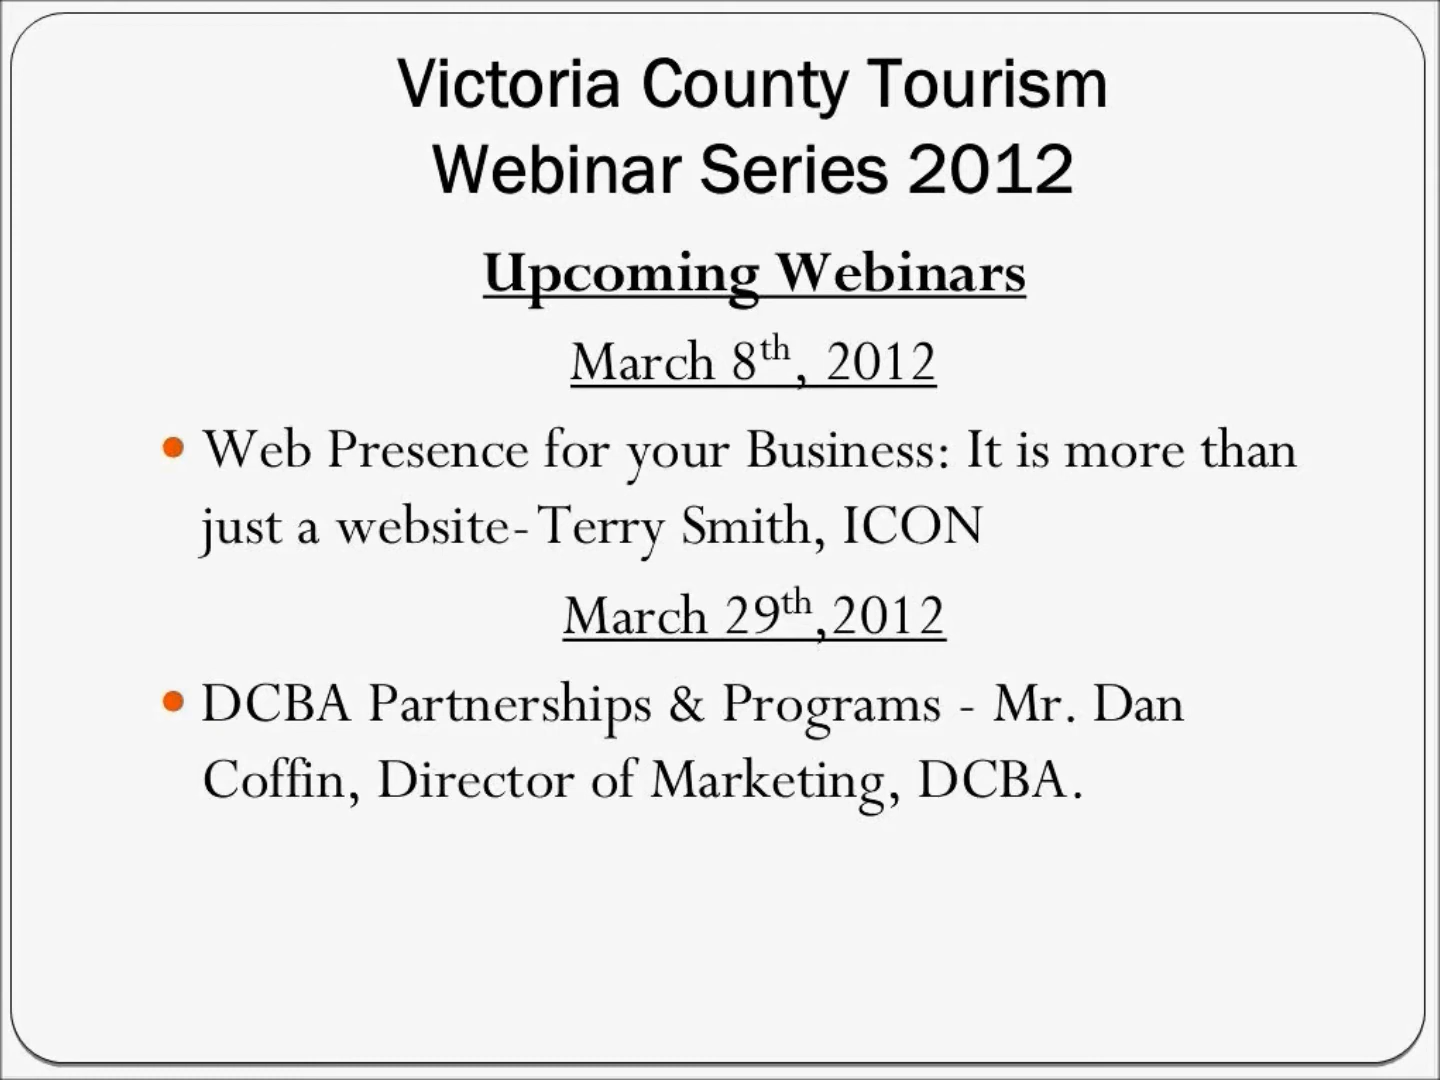 Victoria County Tourism
Webinar Series 2012
Upcoming Webinars
March 8th, 2012
• Web Presence for your Business: It is more than
just a website- Terry Smith, ICON
March 29th,2012
• DCBA Partnerships & Programs - Mr. Dan
Coffin, Director of Marketing, DCBA.